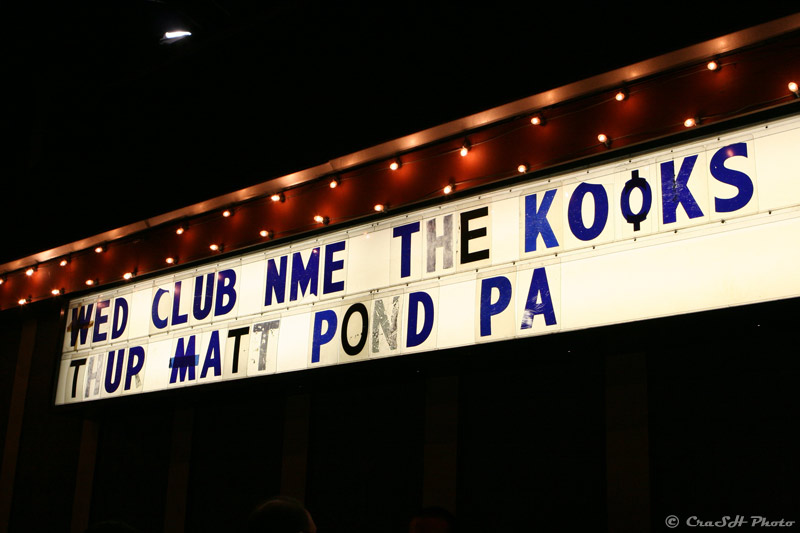 WED CLUB NME THE KOOKS
THUR MATT POND PA
© CraSH Photo